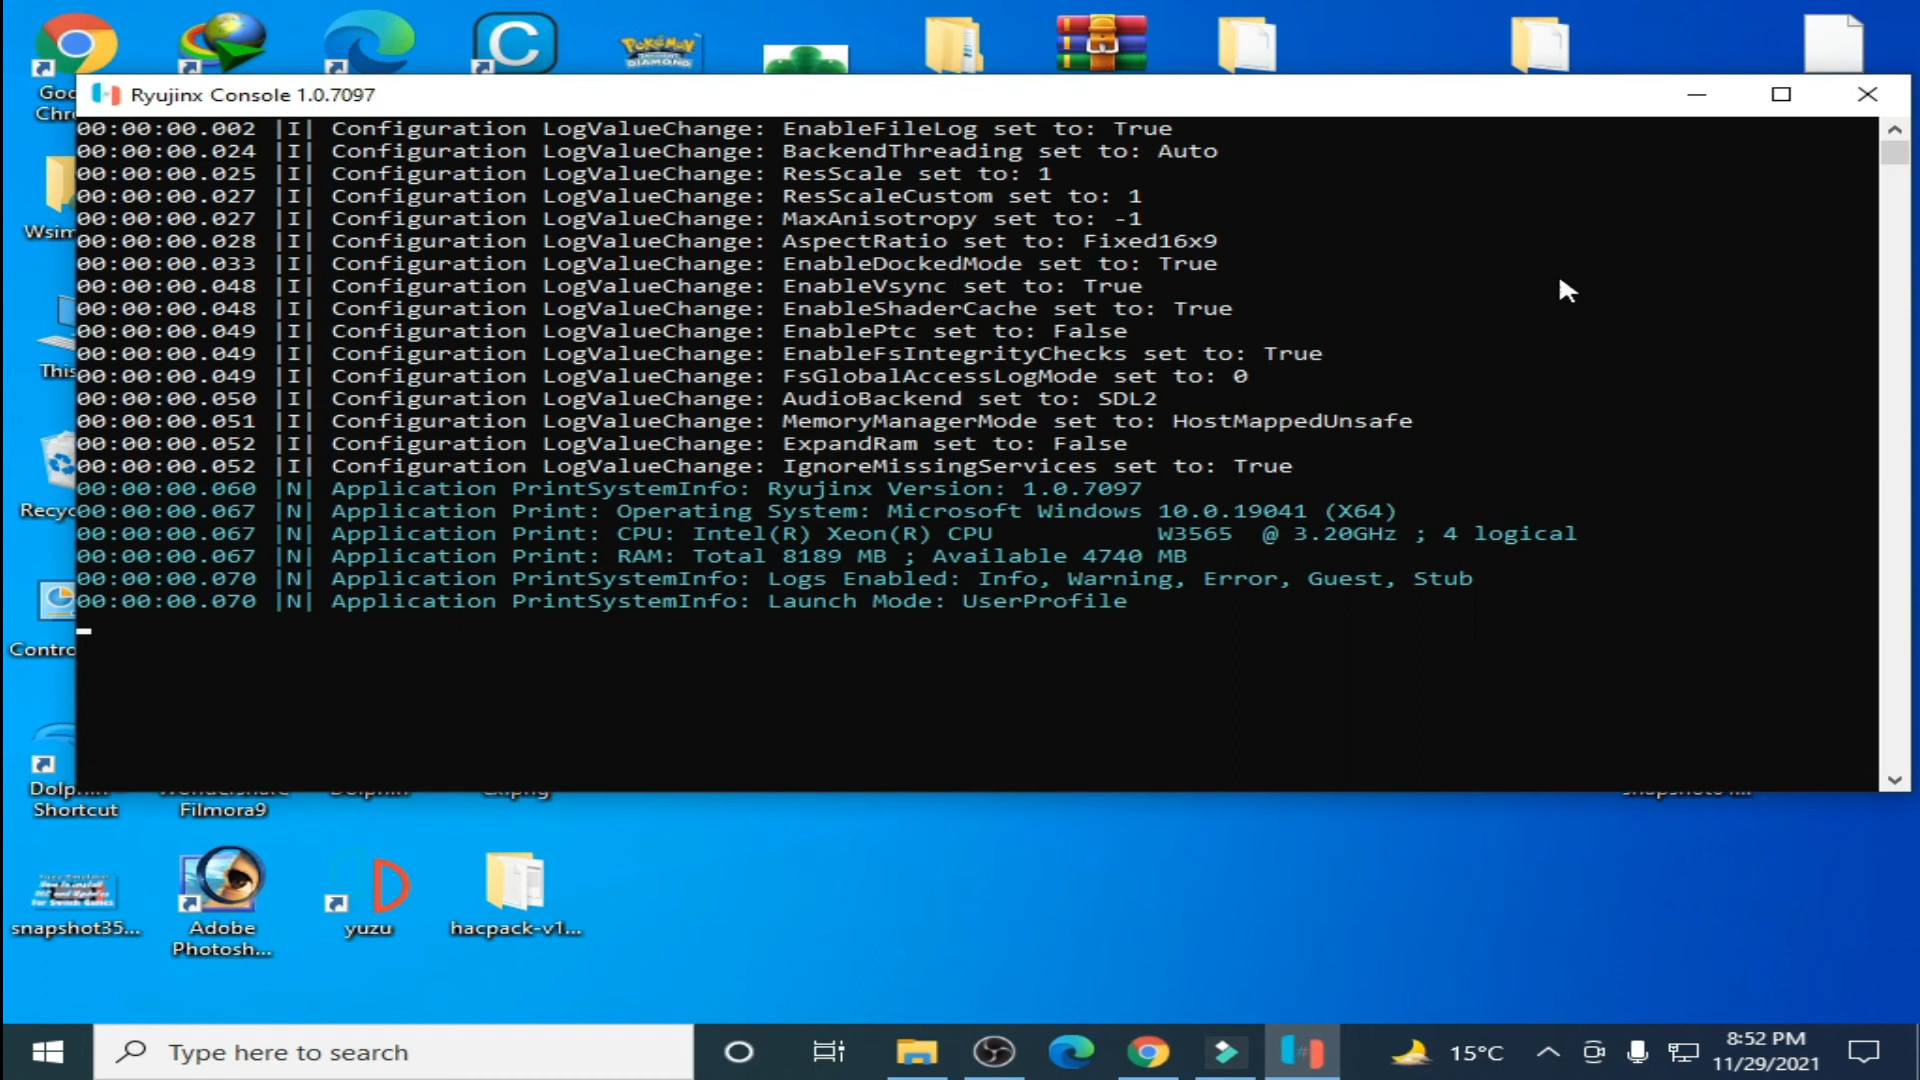 Ryujinx Console 1.0.7097
00:00:00.002 |I| Configuration LogValueChange: EnableFileLog set to: True
00:00:00.024 |I| Configuration LogValueChange: BackendThreading set to: Auto
00:00:00.025 |I| Configuration LogValueChange: ResScale set to: 1
00:00:00.027 |I| Configuration LogValueChange: ResScaleCustom set to: 1
00:00:00.027 |I| Configuration LogValueChange: MaxAnisotropy set to: -1
00:00:00.028 |I| Configuration LogValueChange: AspectRatio set to: Fixed16x9
00:00:00.033 |I| Configuration LogValueChange: EnableDockedMode set to: True
00:00:00.048 |I| Configuration LogValueChange: EnableVsync set to: True
00:00:00.048 |I| Configuration LogValueChange: EnableShaderCache set to: True
00:00:00.049 |I| Configuration LogValueChange: EnablePtc set to: False
00:00:00.049 |I| Configuration LogValueChange: EnableFsIntegrityChecks set to: True
00:00:00.049 |I| Configuration LogValueChange: FsGlobalAccessLogMode set to: 0
00:00:00.050 |I| Configuration LogValueChange: AudioBackend set to: SDL2
00:00:00.051 |I| Configuration LogValueChange: MemoryManagerMode set to: HostMappedUnsafe
00:00:00.052 |I| Configuration LogValueChange: ExpandRam set to: False
00:00:00.052 |I| Configuration LogValueChange: IgnoreMissingServices set to: True
00:00:00.060 |N| Application PrintSystemInfo: Ryujinx Version: 1.0.7097
00:00:00.067 |N| Application Print: Operating System: Microsoft Windows 10.0.19041 (X64)
00:00:00.067 |N| Application Print: CPU: Intel(R) Xeon(R) CPU W3565 @ 3.20GHz ; 4 logical
00:00:00.067 |N| Application Print: RAM: Total 8189 MB ; Available 4740 MB
00:00:00.070 |N| Application PrintSystemInfo: Logs Enabled: Info, Warning, Error, Guest, Stub
00:00:00.070 |N| Application PrintSystemInfo: Launch Mode: UserProfile
POKÉMON
DIAMOND
Goo
Chr
Wsim
This
Recyc
Contro
Dolphin
Shortcut
Filmora9
Dolphin
snapshot35...
Adobe
Photosh...
yuzu
hacpack-v1...
Type here to search
15°C
8:52 PM
11/29/2021